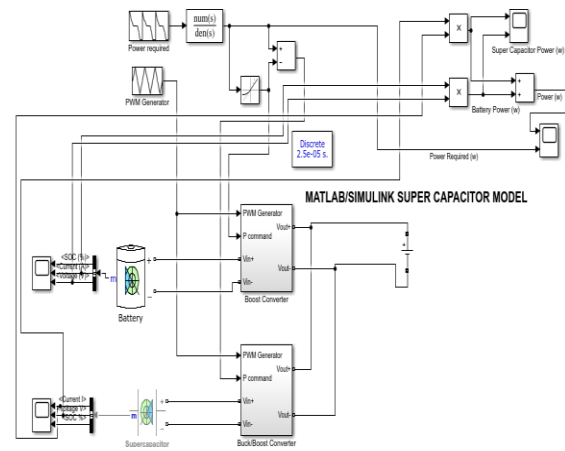 num(s)
den(s)
Power required
PWM Generator
×
×
+
−
+
+
Super Capacitor Power (w)
Power (w)
Battery Power (w)
Power Required (w)
Discrete
2.5e-05 s.
MATLAB/SIMULINK SUPER CAPACITOR MODEL
<SOC (%)>
<Current (A)>
<Voltage (V)>
m
+
−
Battery
PWM Generator
P command
Vin+
Vin-
Vout+
Vout-
Boost Converter
+
<Current I>
<Voltage V>
<SOC %>
m
+
−
Supercapacitor
PWM Generator
P command
Vin+
Vin-
Vout+
Vout-
Buck/Boost Converter